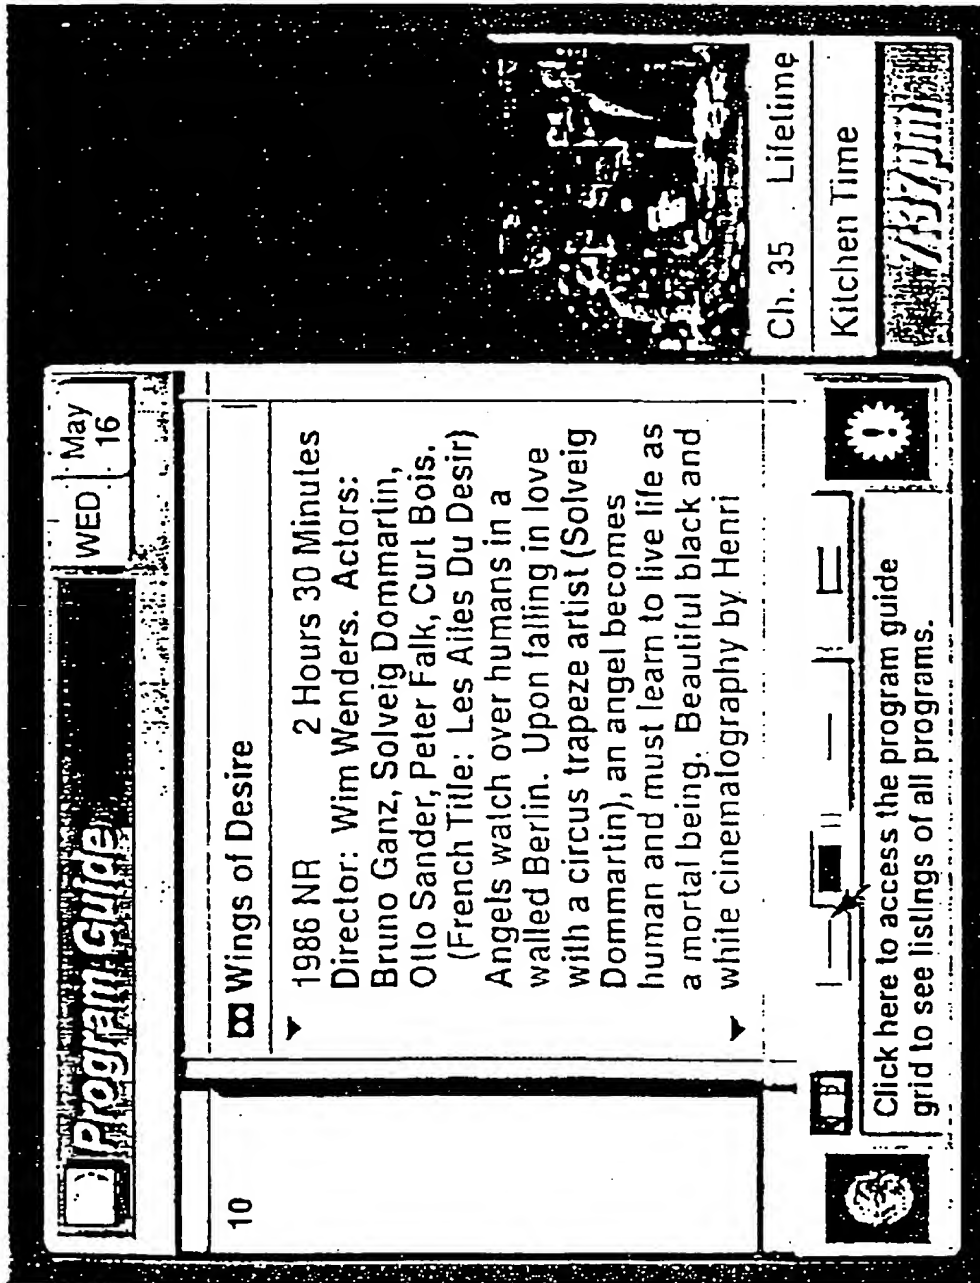 Program Guide
WED May
16
10
Wings of Desire
1986 NR 2 Hours 30 Minutes
Director: Wim Wenders. Actors:
Bruno Ganz, Solveig Dommartin,
Otto Sander, Peter Falk, Curt Bois.
(French Title: Les Ailes Du Desir)
Angels watch over humans in a
walled Berlin. Upon falling in love
with a circus trapeze artist (Solveig
Dommartin), an angel becomes
human and must learn to live life as
a mortal being. Beautiful black and
white cinematography by Henri
Click here to access the program guide
grid to see listings of all programs.
Ch. 35 Lifetime
Kitchen Time
7:37pm